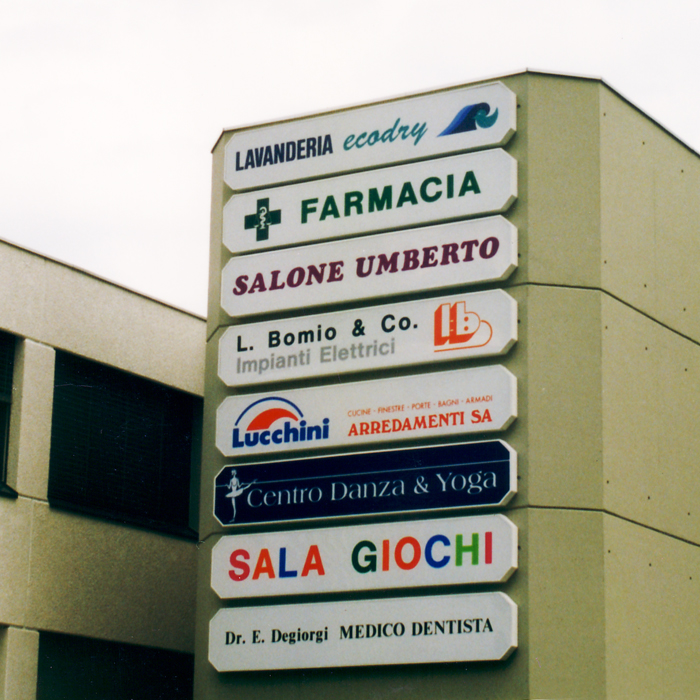 LAVANDERIA ecodry
FARMACIA
SALONE UMBERTO
L. Bomio & Co.
Impianti Elettrici
Lucchini
CUCINE - FINESTRE - PORTE - BAGNI - ARMADI
ARREDAMENTI SA
Centro Danza & Yoga
SALA GIOCHI
Dr. E. Degiorgi MEDICO DENTISTA